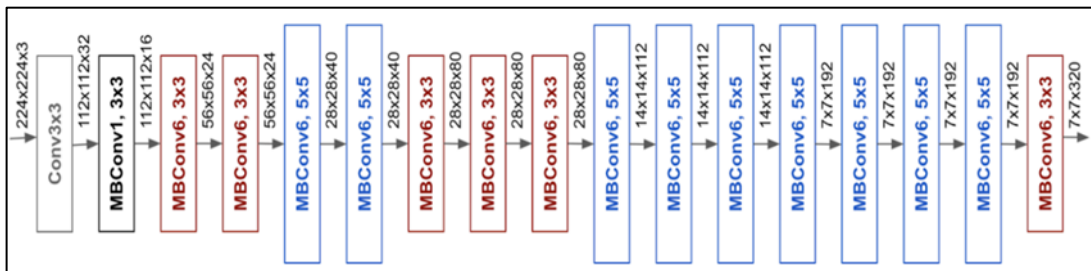 224x224x3
Conv3x3
112x112x32
MBConv1, 3x3
112x112x16
MBConv6, 3x3
56x56x24
MBConv6, 3x3
56x56x24
MBConv6, 5x5
28x28x40
MBConv6, 5x5
28x28x40
MBConv6, 3x3
28x28x80
MBConv6, 3x3
28x28x80
MBConv6, 3x3
28x28x80
MBConv6, 5x5
14x14x112
MBConv6, 5x5
14x14x112
MBConv6, 5x5
14x14x112
MBConv6, 5x5
7x7x192
MBConv6, 5x5
7x7x192
MBConv6, 5x5
7x7x192
MBConv6, 5x5
7x7x192
MBConv6, 3x3
7x7x320